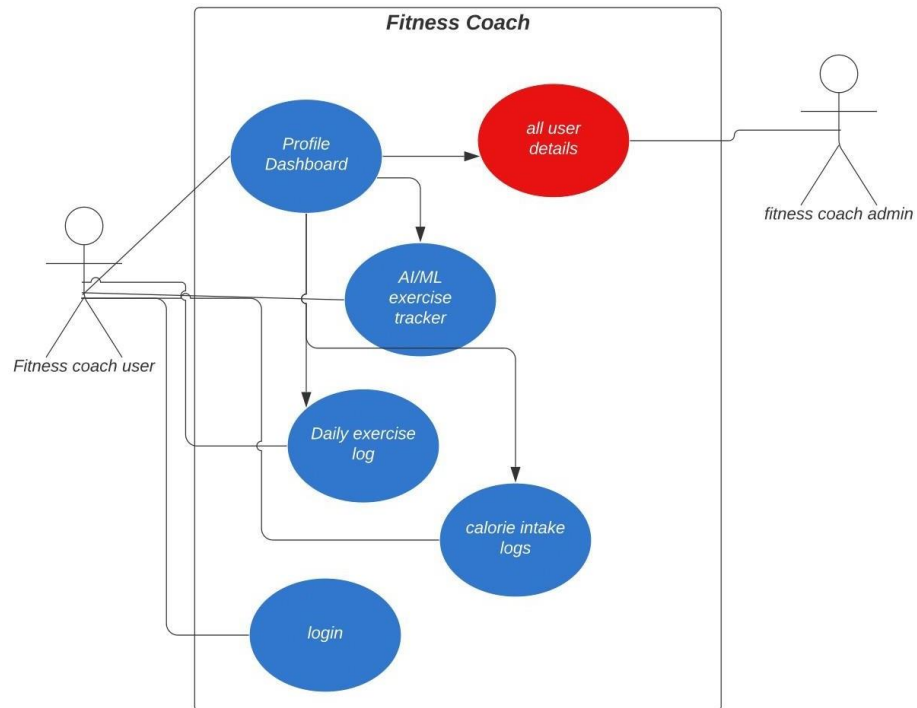 Fitness Coach
all user
details
Profile
Dashboard
fitness coach admin
AI/ML
exercise
tracker
Fitness coach user
Daily exercise
log
calorie intake
logs
login